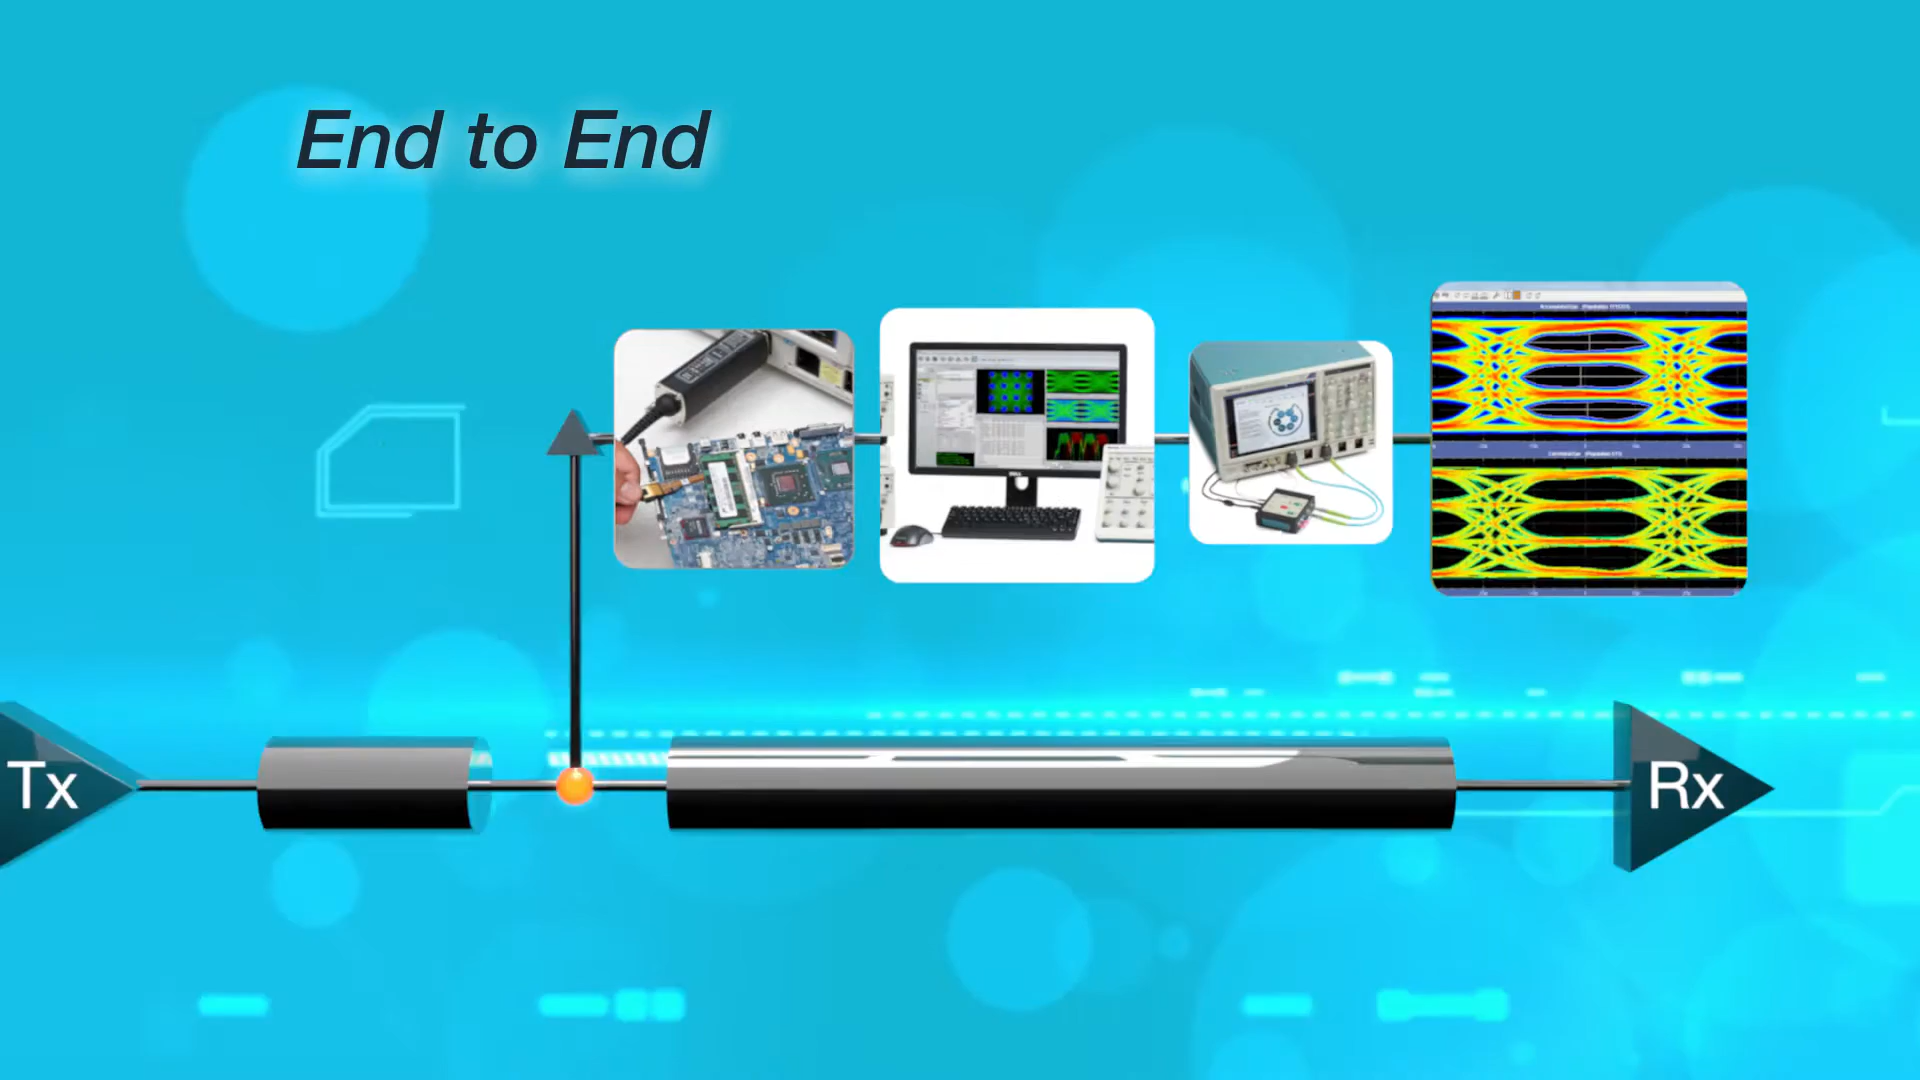 End to End
Tx
Rx